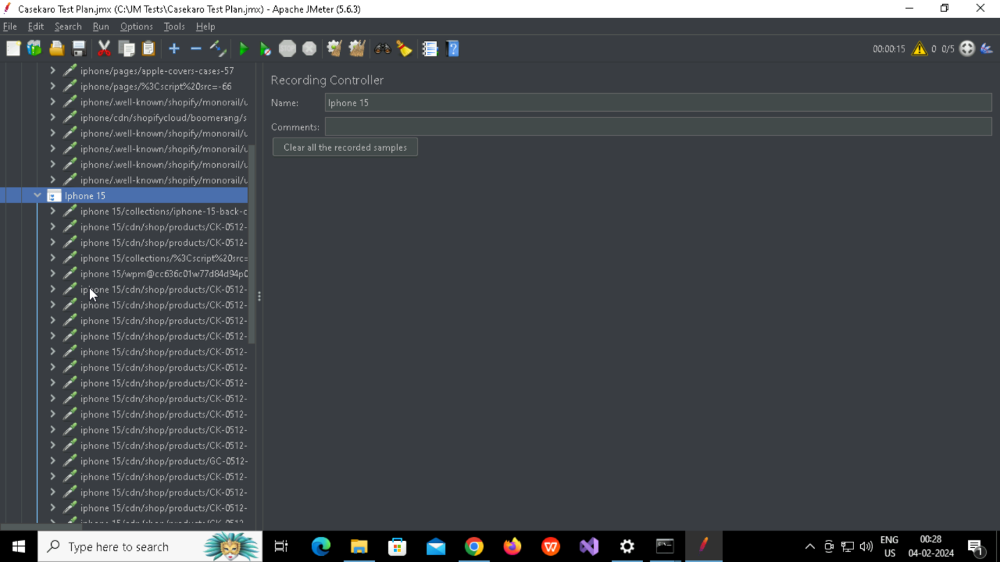 Casekaro Test Plan.jmx (C:\JM Tests\Casekaro Test Plan.jmx) - Apache JMeter (5.6.3)
File Edit Search Run Options Tools Help
STOP
00:00:15 0 0/5
iphone/pages/apple-covers-cases-57
iphone/pages/%3Cscript%20src=-66
iphone/.well-known/shopify/monorail/u
iphone/cdn/shopifycloud/boomerang/s
iphone/.well-known/shopify/monorail/u
iphone/.well-known/shopify/monorail/u
iphone/.well-known/shopify/monorail/u
iphone/.well-known/shopify/monorail/u
Iphone 15
iphone 15/collections/iphone-15-back-c
iphone 15/cdn/shop/products/CK-0512-
iphone 15/cdn/shop/products/CK-0512-
iphone 15/collections/%3Cscript%20src=
iphone 15/wpm@cc636c01w77d84d94p0
iphone 15/cdn/shop/products/CK-0512-
iphone 15/cdn/shop/products/CK-0512-
iphone 15/cdn/shop/products/CK-0512-
iphone 15/cdn/shop/products/CK-0512-
iphone 15/cdn/shop/products/CK-0512-
iphone 15/cdn/shop/products/CK-0512-
iphone 15/cdn/shop/products/CK-0512-
iphone 15/cdn/shop/products/CK-0512-
iphone 15/cdn/shop/products/CK-0512-
iphone 15/cdn/shop/products/CK-0512-
iphone 15/cdn/shop/products/CK-0512-
iphone 15/cdn/shop/products/GC-0512-
iphone 15/cdn/shop/products/CK-0512-
iphone 15/cdn/shop/products/CK-0512-
iphone 15/cdn/shop/products/CK-0512-
Recording Controller
Name: Iphone 15
Comments:
Clear all the recorded samples
Type here to search
ENG
US
00:28
04-02-2024
1